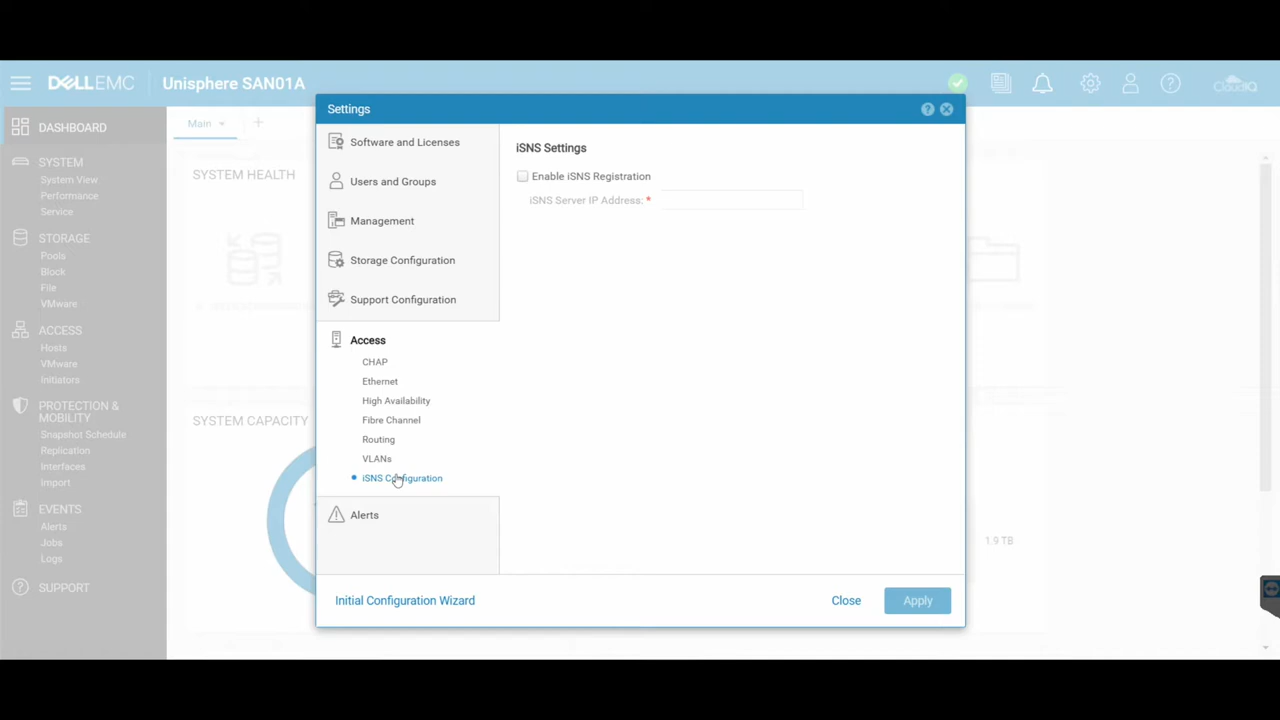 DELLEMC
Unisphere SAN01A
CloudIQ
DASHBOARD
SYSTEM
System View
Performance
Service
STORAGE
Pools
Block
File
VMware
ACCESS
Hosts
VMware
Initiators
PROTECTION &
MOBILITY
Snapshot Schedule
Replication
Interfaces
Import
EVENTS
Alerts
Jobs
Logs
SUPPORT
Main
SYSTEM HEALTH
SYSTEM CAPACITY
1.9 TB
Settings
Software and Licenses
Users and Groups
Management
Storage Configuration
Support Configuration
Access
CHAP
Ethernet
High Availability
Fibre Channel
Routing
VLANs
iSNS Configuration
Alerts
iSNS Settings
Enable iSNS Registration
iSNS Server IP Address: *
Initial Configuration Wizard
Close
Apply